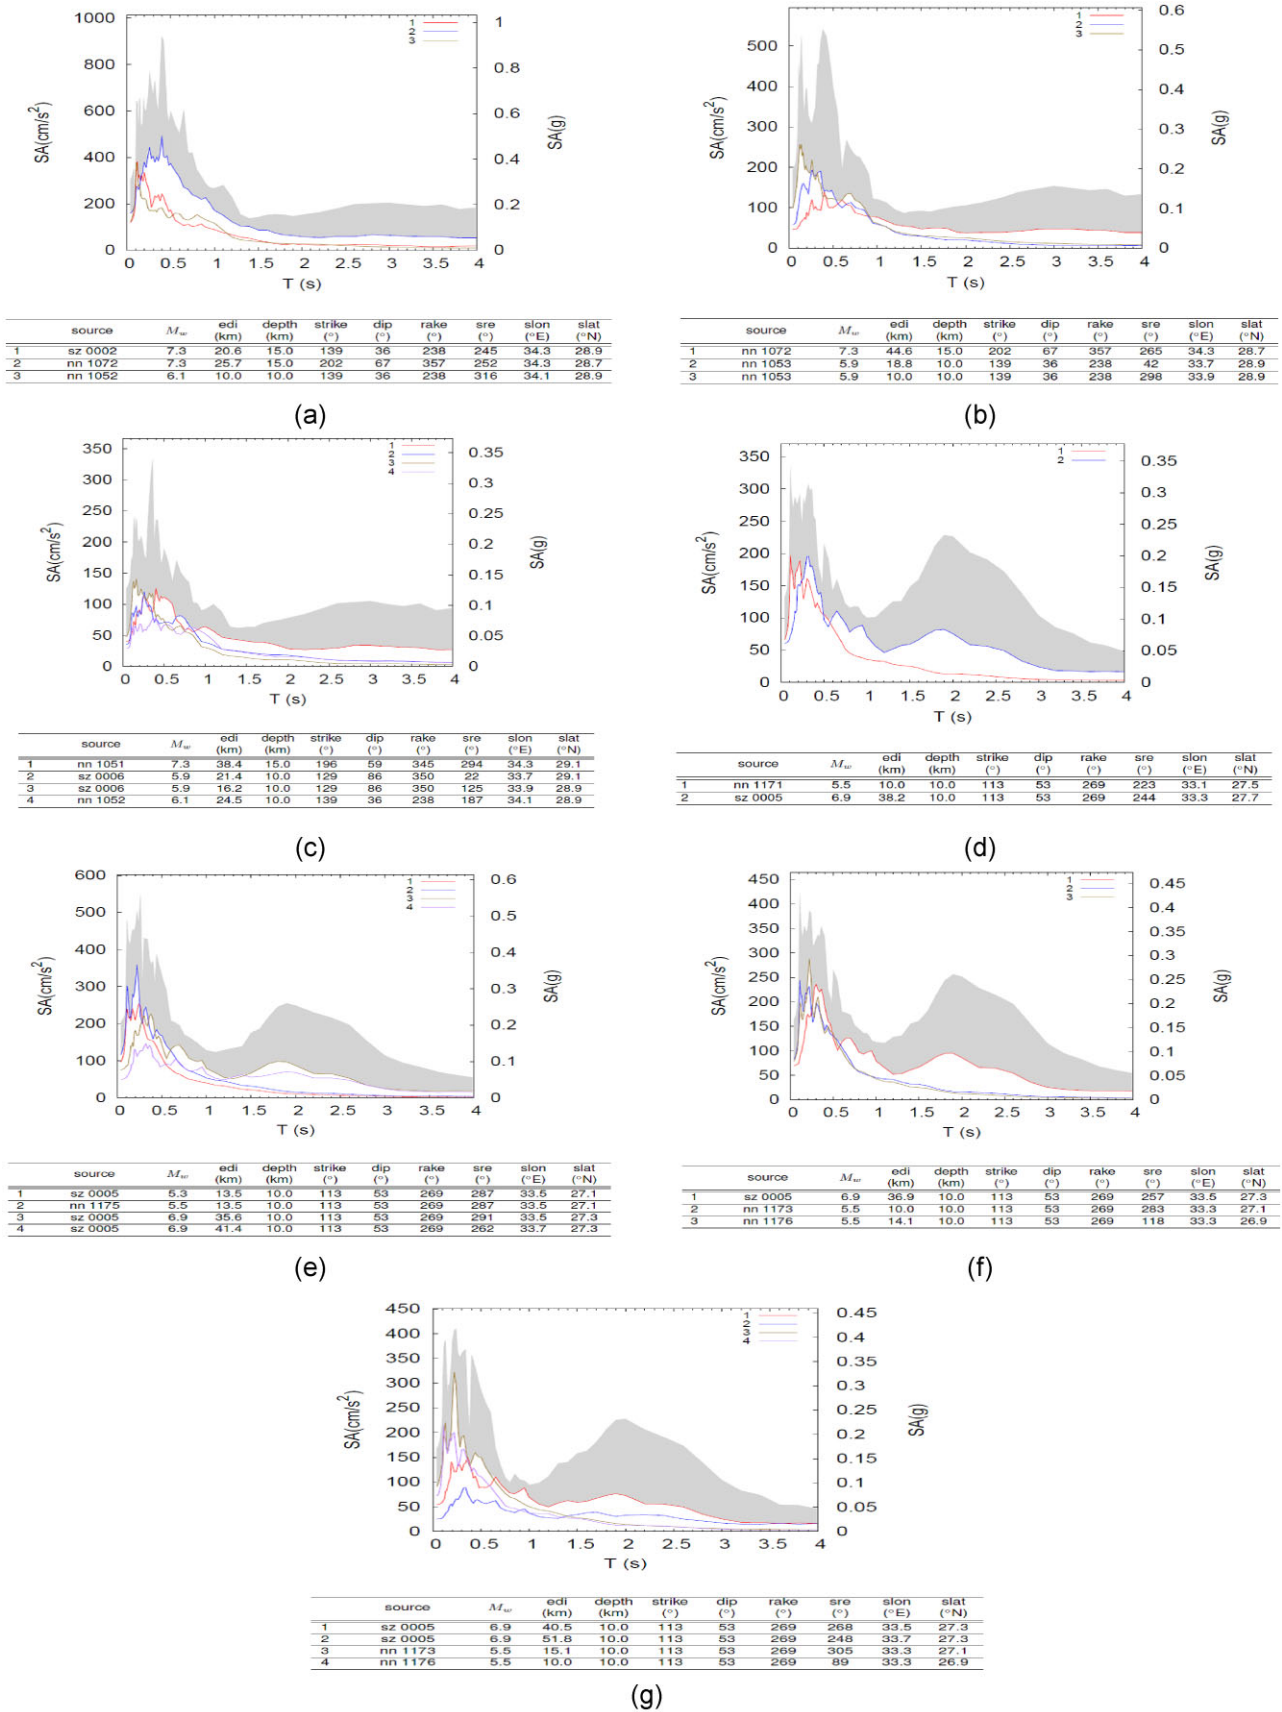 1000
800
600
400
200
0
SA(cm/s²)
1
2
3
1
0.8
0.6
0.4
0.2
0
SA(g)
0 0.5 1 1.5 2 2.5 3 3.5 4
T (s)
source Mw edi (km) depth (km) strike (°) dip (°) rake (°) sre (°) slon (°E) slat (°N)
1 sz 0002 7.3 20.6 15.0 139 36 238 245 34.3 28.9
2 nn 1072 7.3 25.7 15.0 202 67 357 252 34.3 28.7
3 nn 1052 6.1 10.0 10.0 139 36 238 316 34.1 28.9
(a)
500
400
300
200
150
100
50
0
SA(cm/s²)
1
2
3
0.6
0.5
0.4
0.3
0.2
0.1
0
SA(g)
0 0.5 1 1.5 2 2.5 3 3.5 4
T (s)
source Mw edi (km) depth (km) strike (°) dip (°) rake (°) sre (°) slon (°E) slat (°N)
1 nn 1072 7.3 44.6 15.0 202 67 357 265 34.3 28.7
2 nn 1053 5.9 18.8 10.0 139 36 238 42 33.7 28.9
3 nn 1053 5.9 10.0 10.0 139 36 238 298 33.9 28.9
(b)
350
300
250
200
150
100
50
0
SA(cm/s²)
1
2
3
4
0.35
0.3
0.25
0.2
0.15
0.1
0.05
0
SA(g)
0 0.5 1 1.5 2 2.5 3 3.5 4
T (s)
source Mw edi (km) depth (km) strike (°) dip (°) rake (°) sre (°) slon (°E) slat (°N)
1 nn 1051 7.3 38.4 15.0 196 59 345 294 34.3 29.1
2 sz 0006 5.9 21.4 10.0 129 86 350 22 33.7 29.1
3 sz 0006 5.9 16.2 10.0 129 86 350 125 33.9 28.9
4 nn 1052 6.1 24.5 10.0 139 36 238 187 34.1 28.9
(c)
350
300
250
200
150
100
50
0
SA(cm/s²)
1
2
0.35
0.3
0.25
0.2
0.15
0.1
0.05
0
SA(g)
0 0.5 1 1.5 2 2.5 3 3.5 4
T (s)
source Mw edi (km) depth (km) strike (°) dip (°) rake (°) sre (°) slon (°E) slat (°N)
1 nn 1171 5.5 10.0 10.0 113 53 269 223 33.1 27.5
2 sz 0005 6.9 38.2 10.0 113 53 269 244 33.3 27.7
(d)
600
500
400
300
200
100
0
SA(cm/s²)
1
2
3
4
0.6
0.5
0.4
0.3
0.2
0.1
0
SA(g)
0 0.5 1 1.5 2 2.5 3 3.5 4
T (s)
source Mw edi (km) depth (km) strike (°) dip (°) rake (°) sre (°) slon (°E) slat (°N)
1 sz 0005 5.3 13.5 10.0 113 53 269 287 33.5 27.1
2 nn 1175 5.5 13.5 10.0 113 53 269 287 33.5 27.1
3 sz 0005 6.9 35.6 10.0 113 53 269 291 33.5 27.3
4 sz 0005 6.9 41.4 10.0 113 53 269 262 33.7 27.3
(e)
450
400
350
300
250
200
150
100
50
0
SA(cm/s²)
1
2
3
0.45
0.4
0.35
0.3
0.25
0.2
0.15
0.1
0.05
0
SA(g)
0 0.5 1 1.5 2 2.5 3 3.5 4
T (s)
source Mw edi (km) depth (km) strike (°) dip (°) rake (°) sre (°) slon (°E) slat (°N)
1 sz 0005 6.9 36.9 10.0 113 53 269 257 33.5 27.3
2 nn 1173 5.5 10.0 10.0 113 53 269 283 33.3 27.1
3 nn 1176 5.5 14.1 10.0 113 53 269 118 33.3 26.9
(f)
450
400
350
300
250
200
150
100
50
0
SA(cm/s²)
1
2
3
4
0.45
0.4
0.35
0.3
0.25
0.2
0.15
0.1
0.05
0
SA(g)
0 0.5 1 1.5 2 2.5 3 3.5 4
T (s)
source Mw edi (km) depth (km) strike (°) dip (°) rake (°) sre (°) slon (°E) slat (°N)
1 sz 0005 6.9 40.5 10.0 113 53 269 268 33.5 27.3
2 sz 0005 6.9 51.8 10.0 113 53 269 248 33.7 27.3
3 nn 1173 5.5 15.1 10.0 113 53 269 305 33.3 27.1
4 nn 1176 5.5 10.0 10.0 113 53 269 89 33.3 26.9
(g)